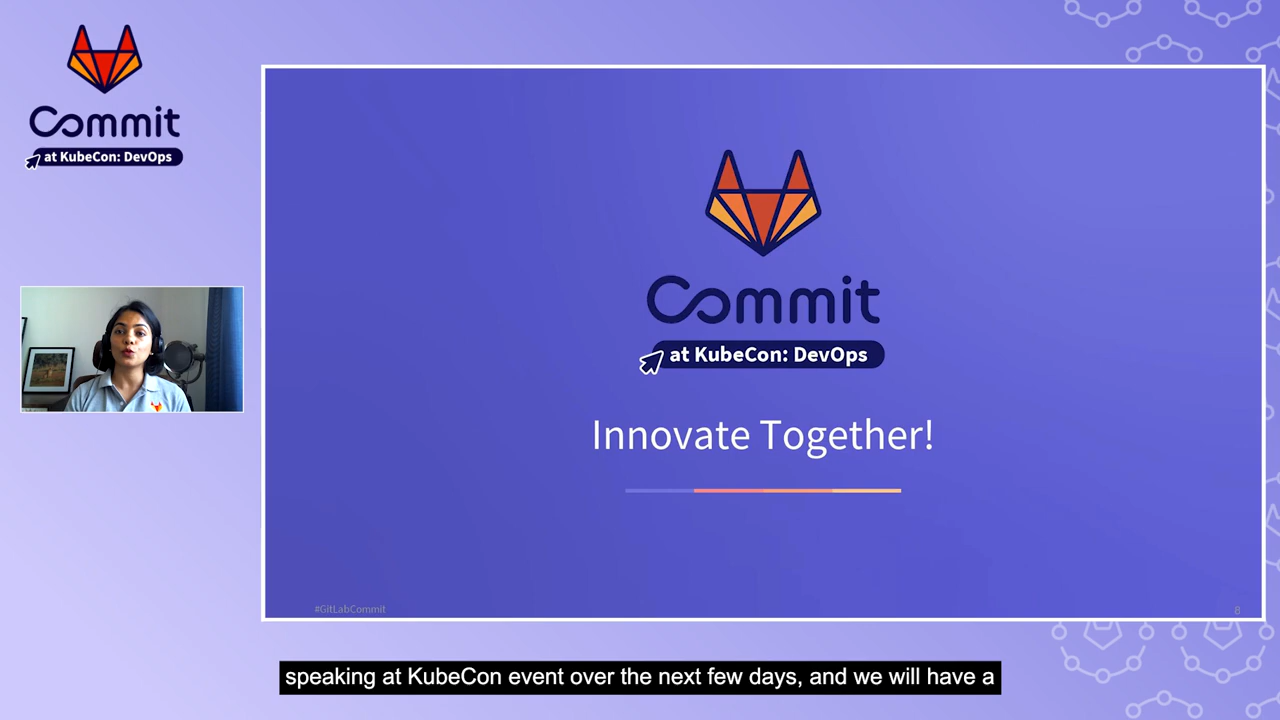 Commit
at KubeCon: DevOps
Commit
at KubeCon: DevOps
Innovate Together!
#GitLabCommit
8
speaking at KubeCon event over the next few days, and we will have a